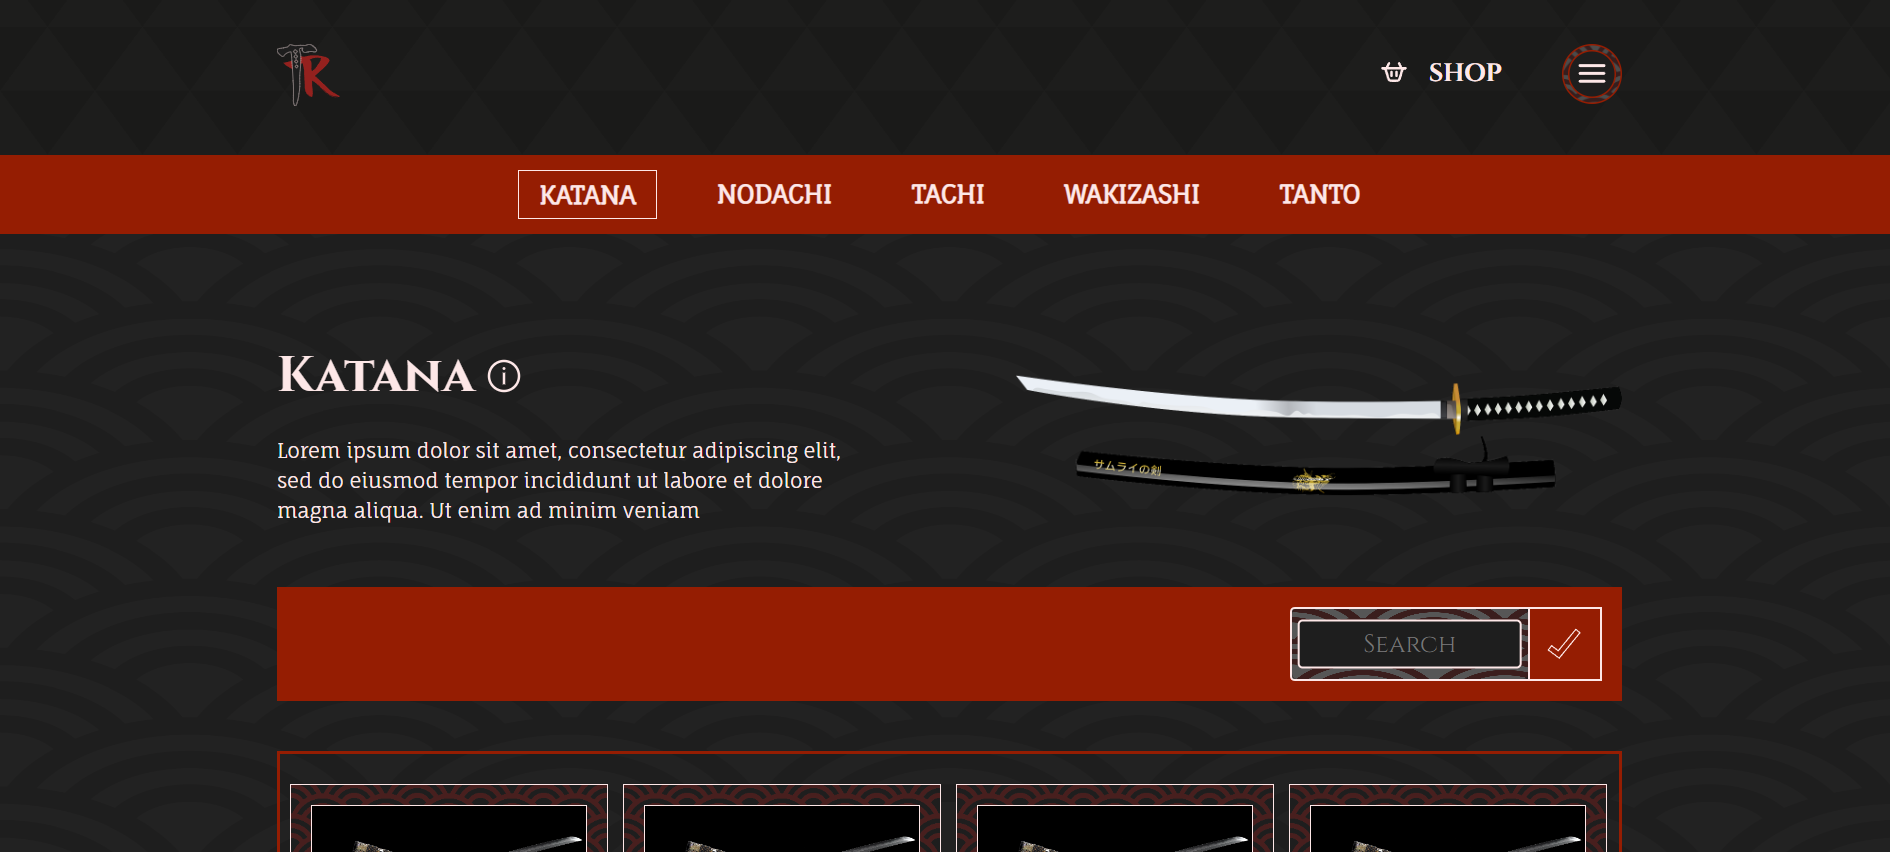 TR
SHOP
KATANA NODACHI TACHI WAKIZASHI TANTO
Katana i
Lorem ipsum dolor sit amet, consectetur adipiscing elit,
sed do eiusmod tempor incididunt ut labore et dolore
magna aliqua. Ut enim ad minim veniam
サムライの剣
Search